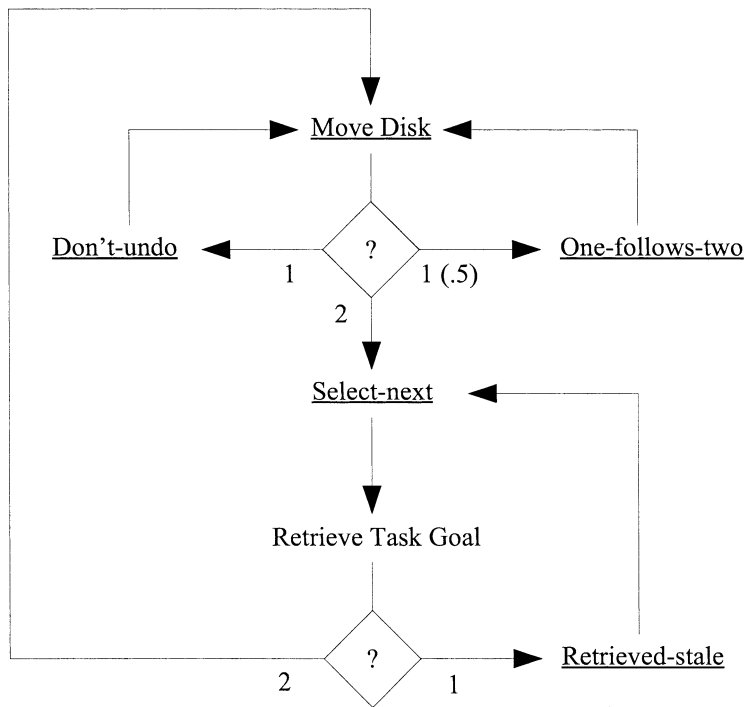 Move Disk
Don't-undo
?
One-follows-two
1
1 (.5)
2
Select-next
Retrieve Task Goal
?
Retrieved-stale
2
1